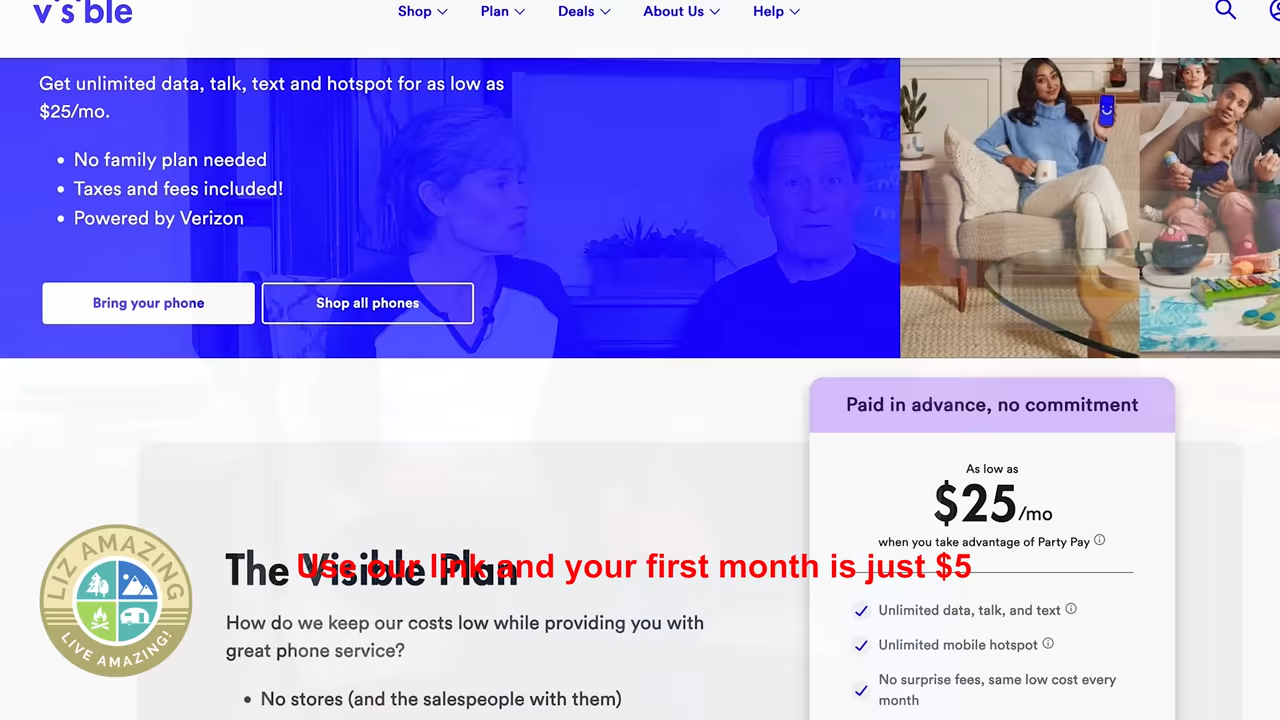 visible
Shop
Plan
Deals
About Us
Help
Get unlimited data, talk, text and hotspot for as low as
$25/mo.
• No family plan needed
• Taxes and fees included!
• Powered by Verizon
Bring your phone
Shop all phones
Paid in advance, no commitment
As low as
$25/mo
when you take advantage of Party Pay
The Visible Plan
Use our link and your first month is just $5
How do we keep our costs low while providing you with
great phone service?
• No stores (and the salespeople with them)
Unlimited data, talk, and text
Unlimited mobile hotspot
No surprise fees, same low cost every
month
LIZ AMAZING
LIVE AMAZING!